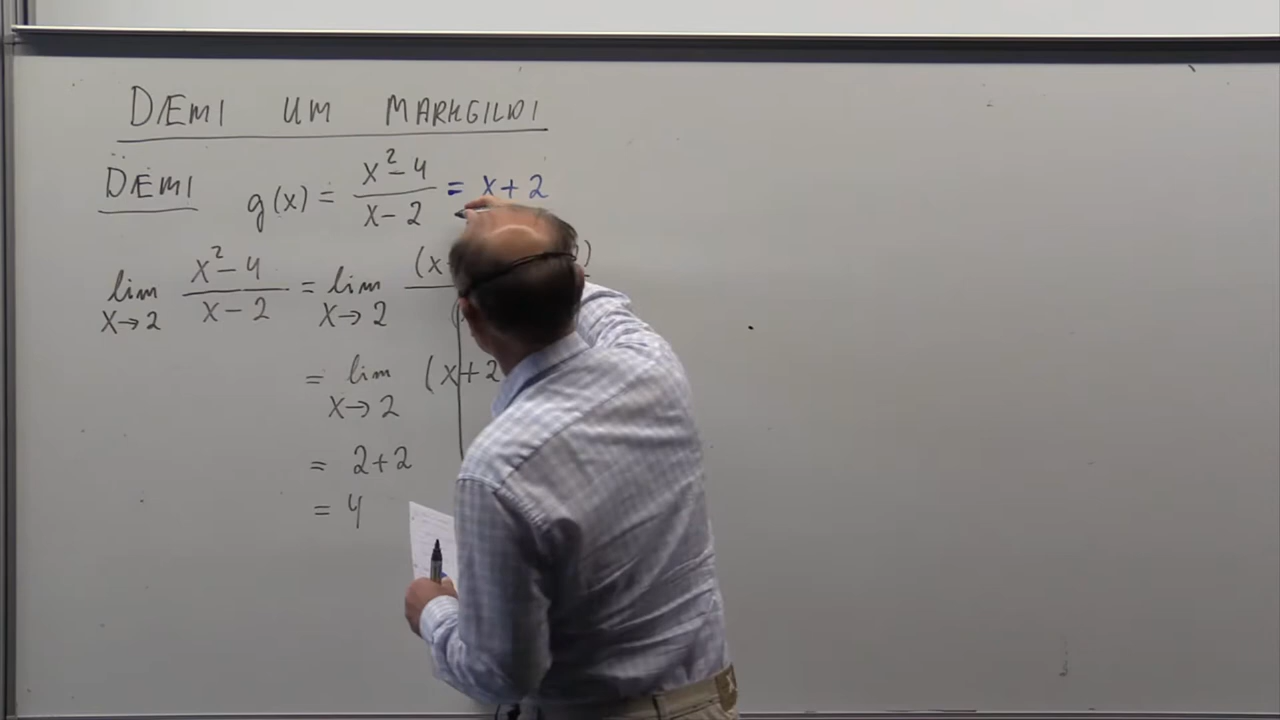 DÆMI UM MARKGILDI
DÆMI g(x) = x²-4 / x-2 = x+2
lim x→2 x²-4 / x-2 = lim x→2 (x
= lim x→2 (x+2
= 2+2
= 4